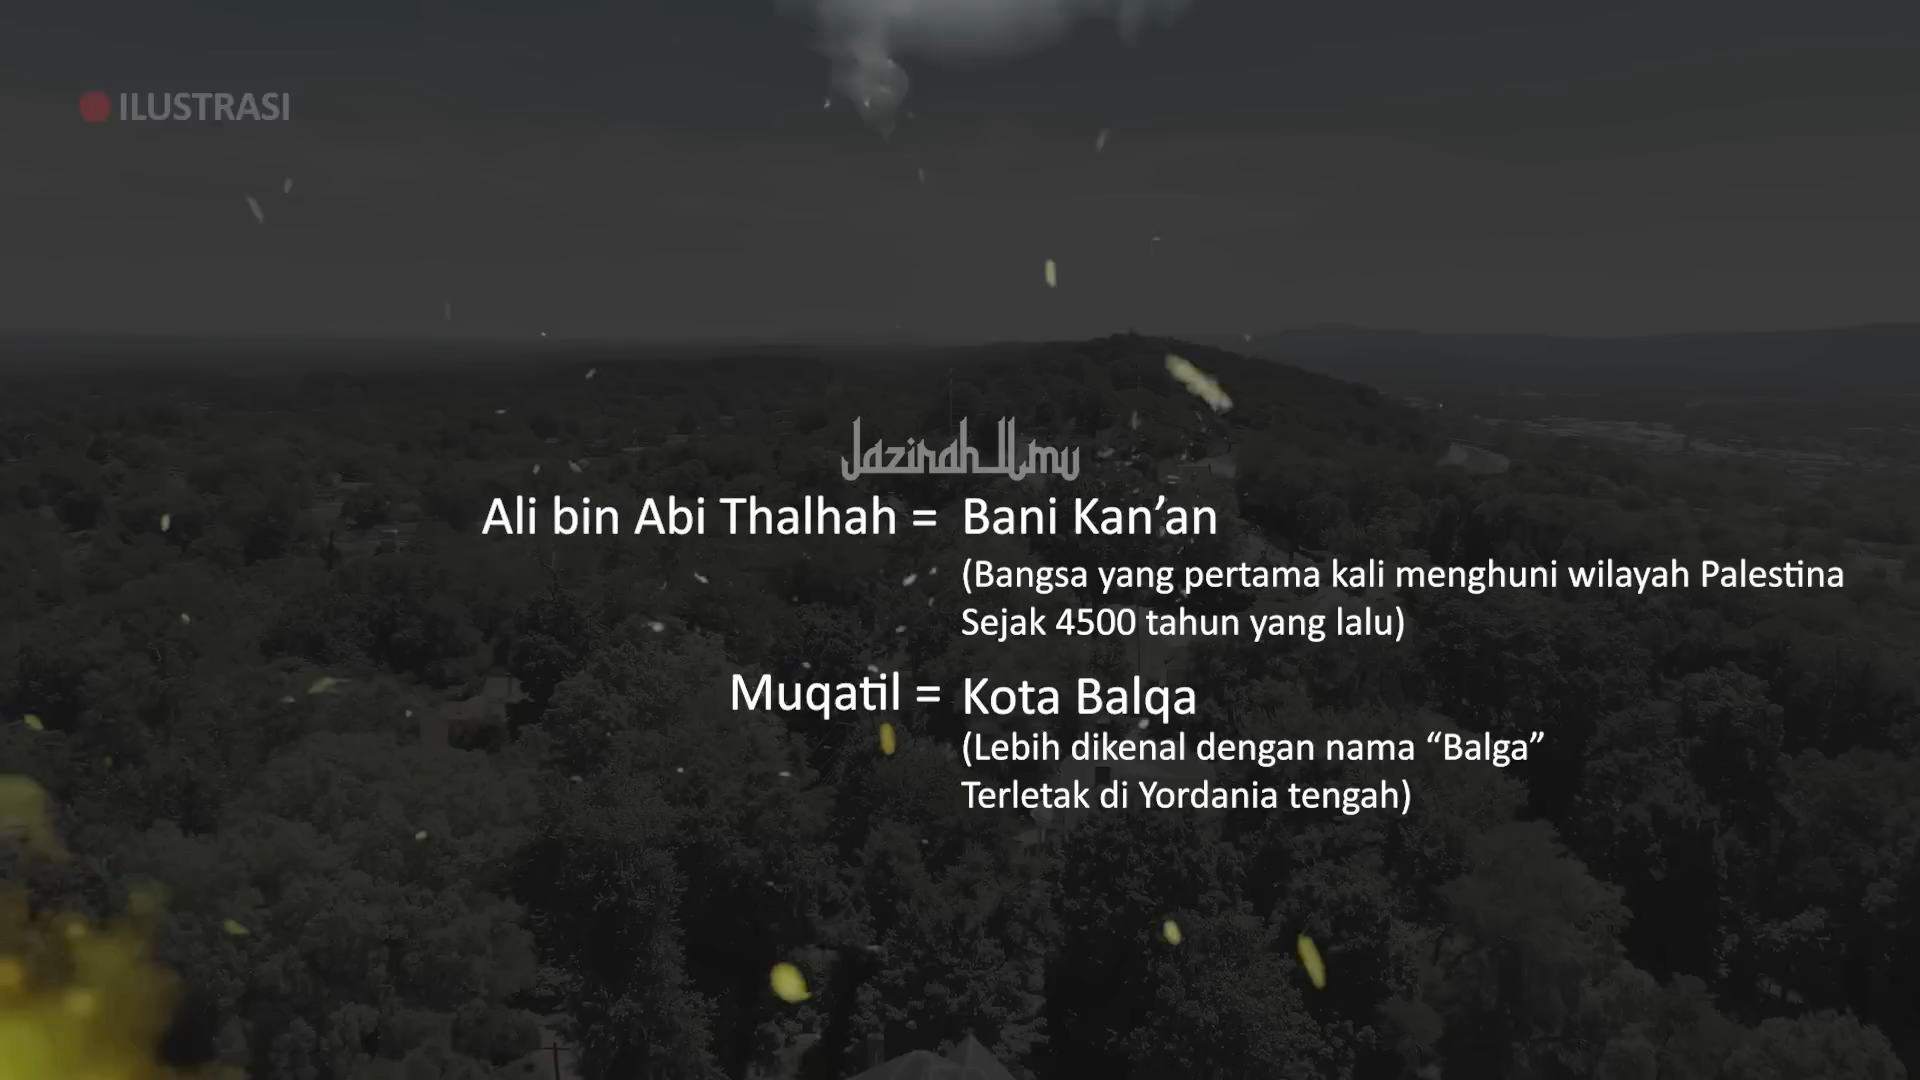 ILUSTRASI
Jazirah Ilmu
Ali bin Abi Thalhah = Bani Kan’an
(Bangsa yang pertama kali menghuni wilayah Palestina
Sejak 4500 tahun yang lalu)
Muqatil = Kota Balqa
(Lebih dikenal dengan nama “Balga”
Terletak di Yordania tengah)